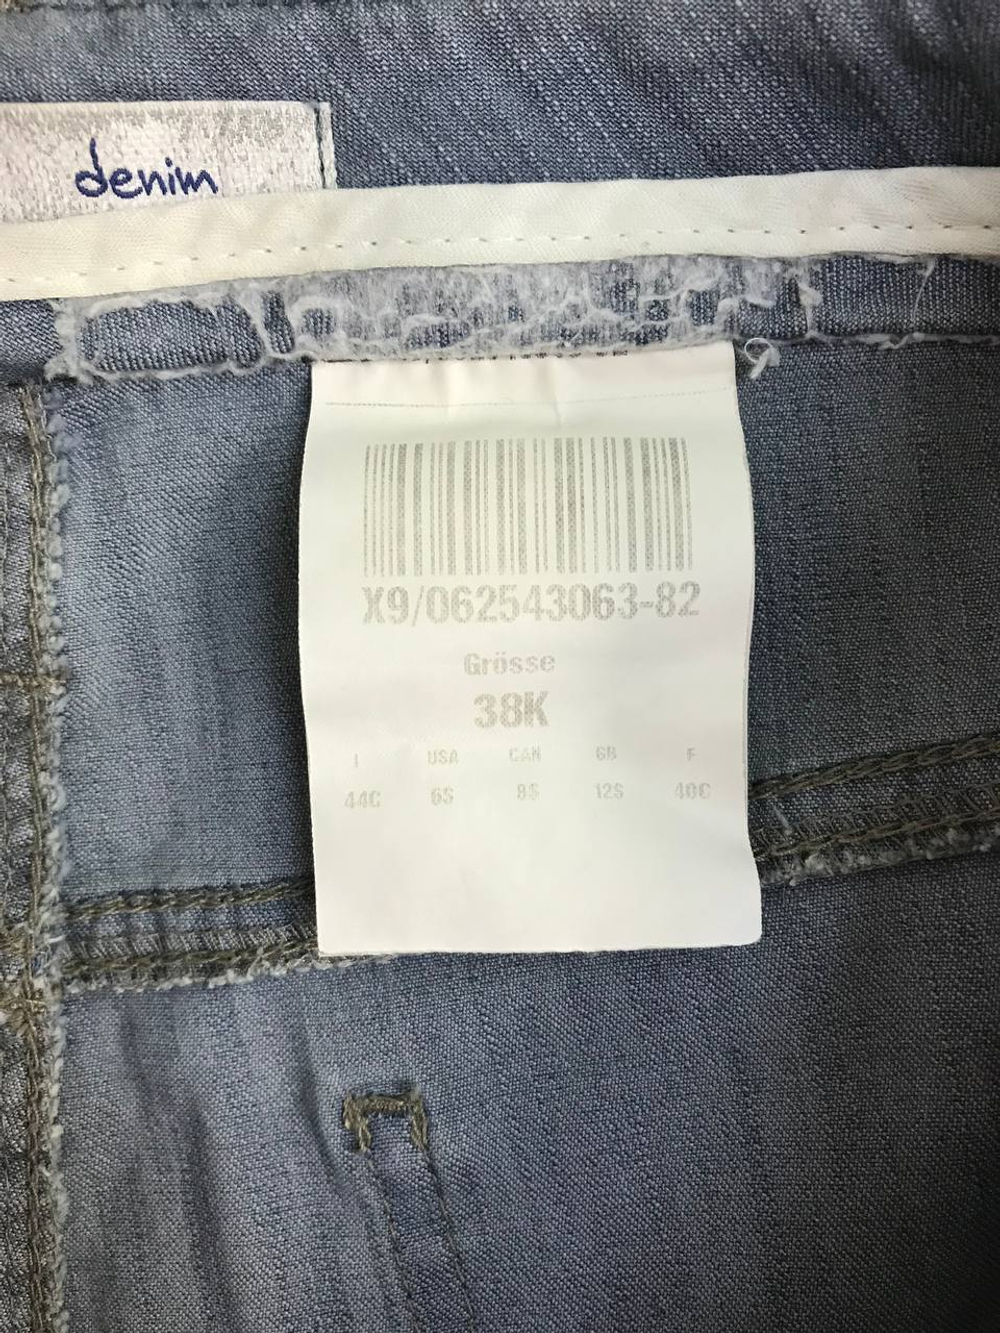 denim
X9/062543063-82
Grösse
38K
I USA CAN GB F
44C 6S 8S 12S 40C